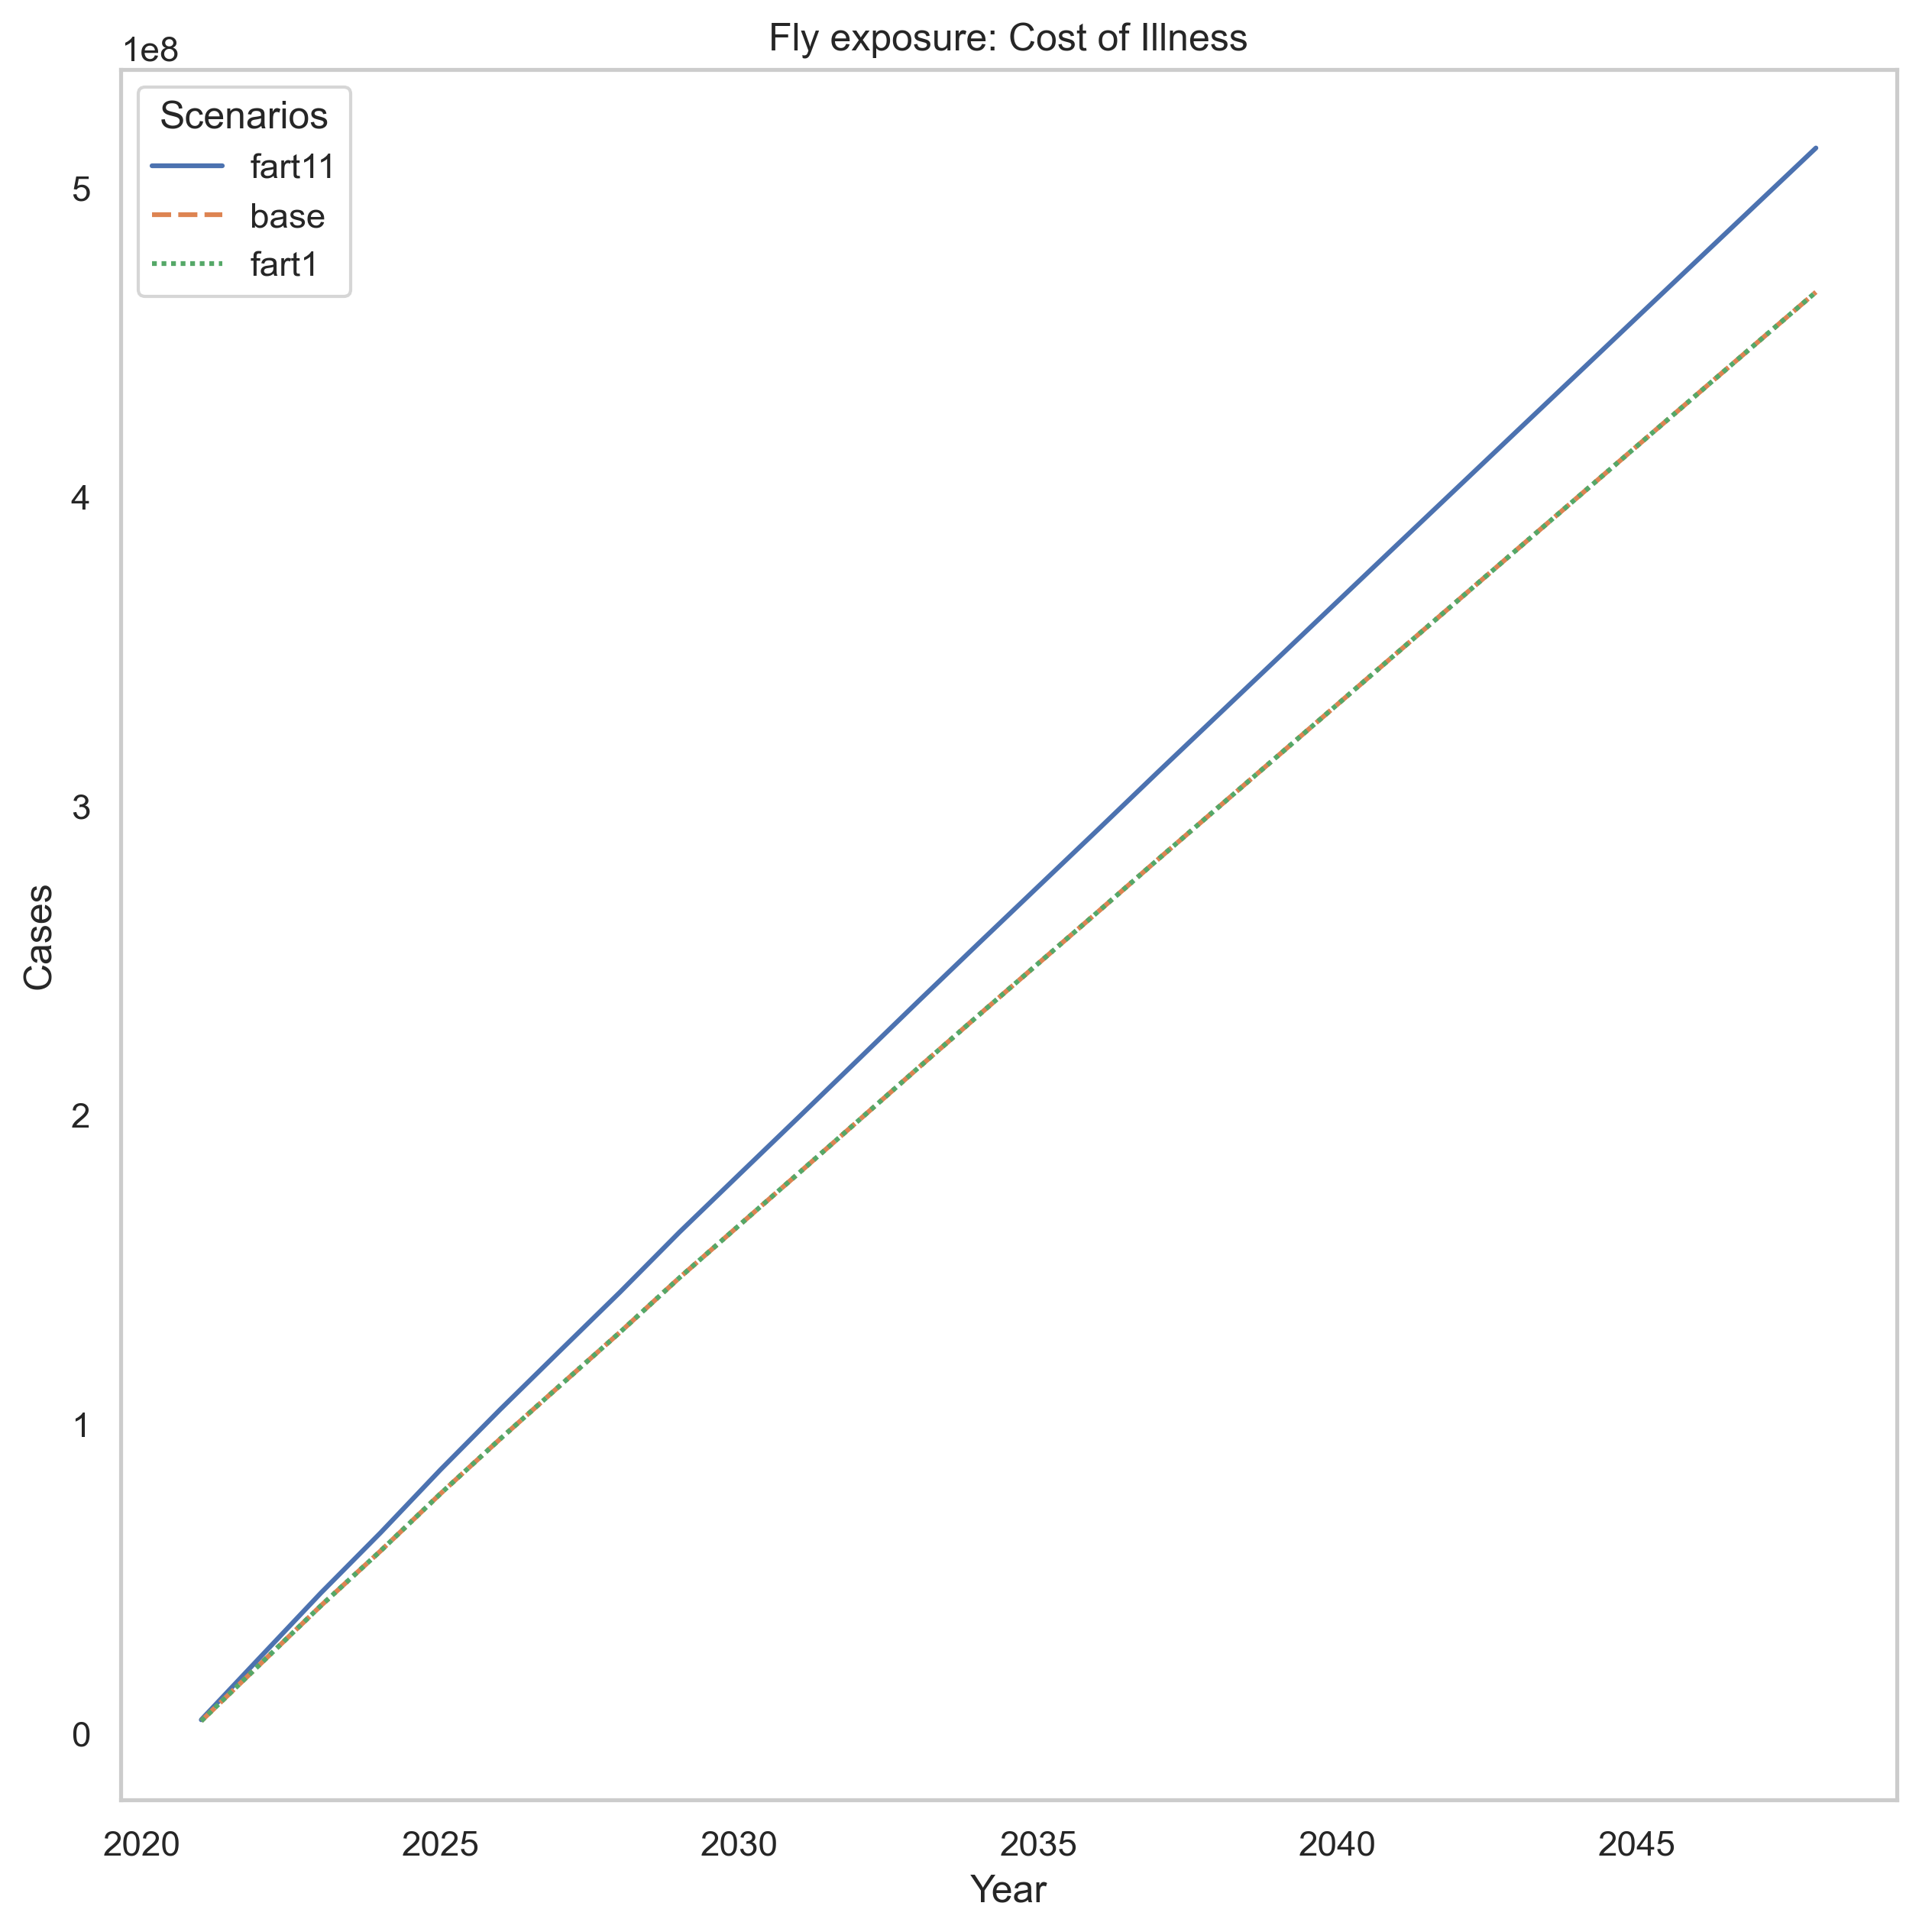 Fly exposure: Cost of Illness
1e8
Scenarios
fart11
base
fart1
5
4
3
2
1
0
Cases
2020 2025 2030 2035 2040 2045
Year